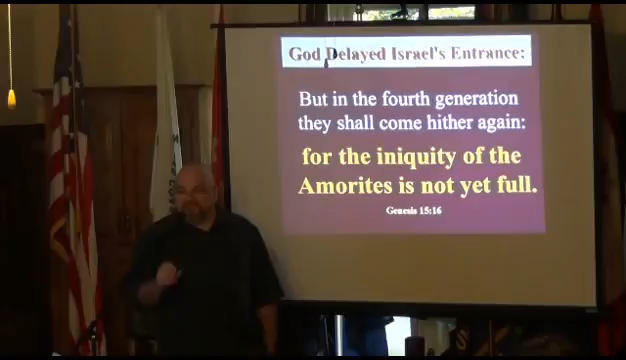 God Delayed Israel's Entrance:
But in the fourth generation
they shall come hither again:
for the iniquity of the
Amorites is not yet full.
Genesis 15:16